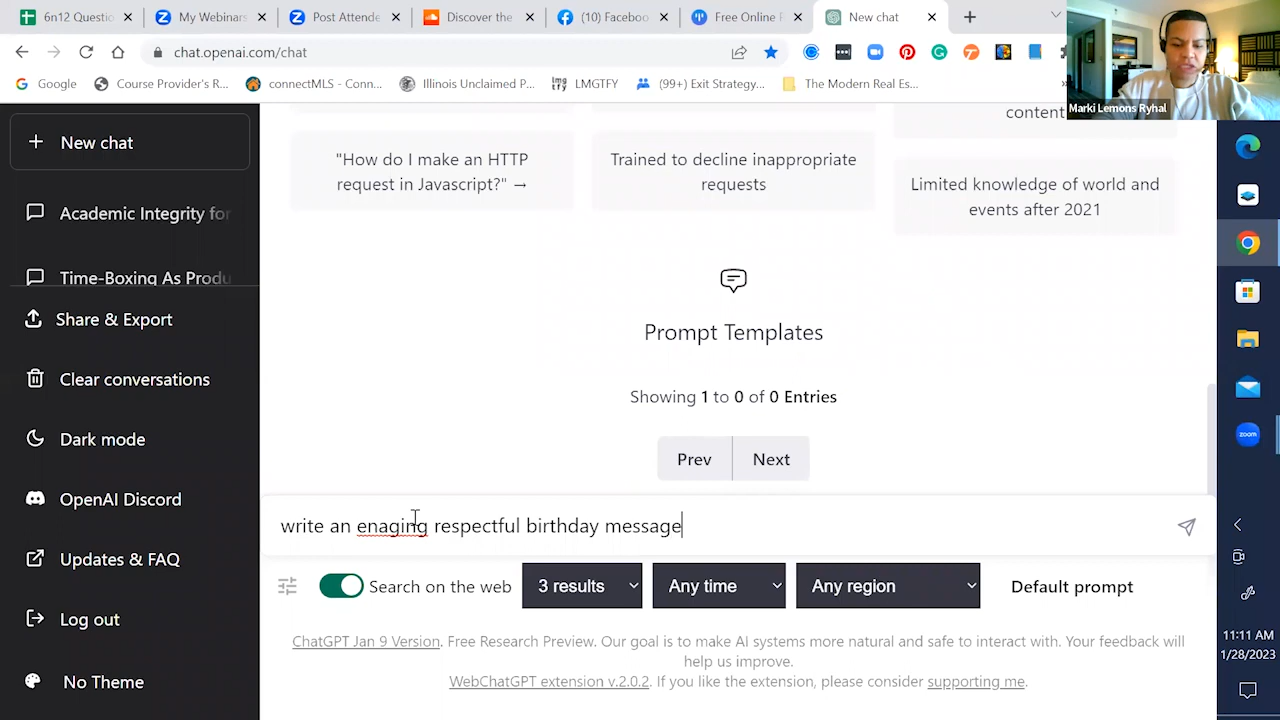 6n12 Questio
My Webinars
Post Attende
Discover the
(10) Faceboo
Free Online
New chat
chat.openai.com/chat
Google
Course Provider's R...
connectMLS - Conn...
Illinois Unclaimed P...
LMGTFY
(99+) Exit Strategy...
The Modern Real Es...
Marki Lemons Ryhal
New chat
Academic Integrity for
Time-Boxing As Produ
Share & Export
Clear conversations
Dark mode
OpenAI Discord
Updates & FAQ
Log out
No Theme
content
"How do I make an HTTP
request in Javascript?" →
Trained to decline inappropriate
requests
Limited knowledge of world and
events after 2021
Prompt Templates
Showing 1 to 0 of 0 Entries
Prev
Next
write an enaging respectful birthday message
Search on the web
3 results
Any time
Any region
Default prompt
ChatGPT Jan 9 Version. Free Research Preview. Our goal is to make AI systems more natural and safe to interact with. Your feedback will
help us improve.
WebChatGPT extension v.2.0.2. If you like the extension, please consider supporting me.
zoom
11:11 AM
1/28/2023